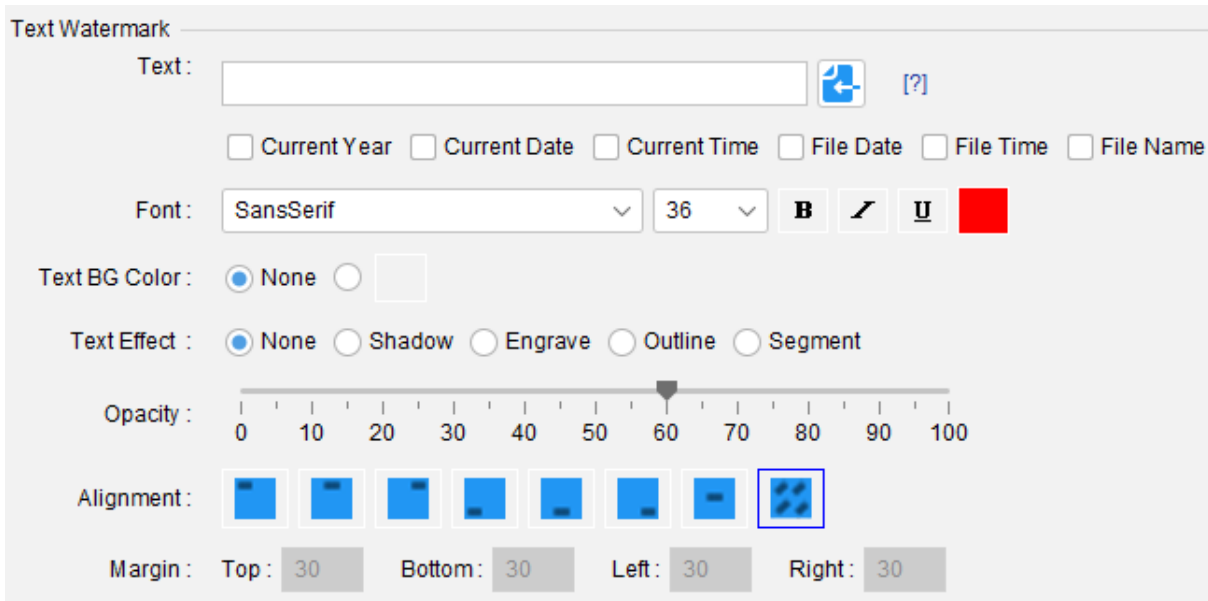 Text Watermark
Text :
[?]
Current Year Current Date Current Time File Date File Time File Name
Font : SansSerif 36 B I U
Text BG Color : None
Text Effect : None Shadow Engrave Outline Segment
Opacity :
0 10 20 30 40 50 60 70 80 90 100
Alignment :
Margin : Top : 30 Bottom : 30 Left : 30 Right : 30